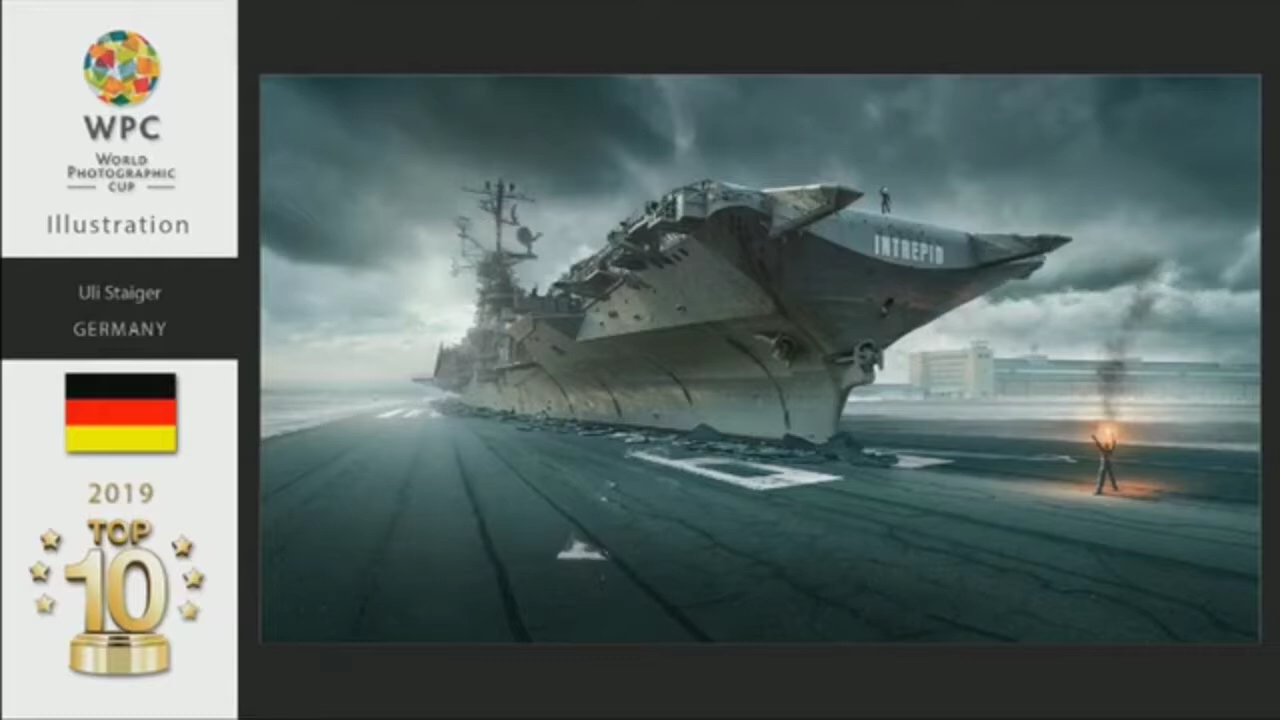 WPC
WORLD
PHOTOGRAPHIC
CUP
Illustration
Uli Staiger
GERMANY
2019
TOP
10
INTREPID